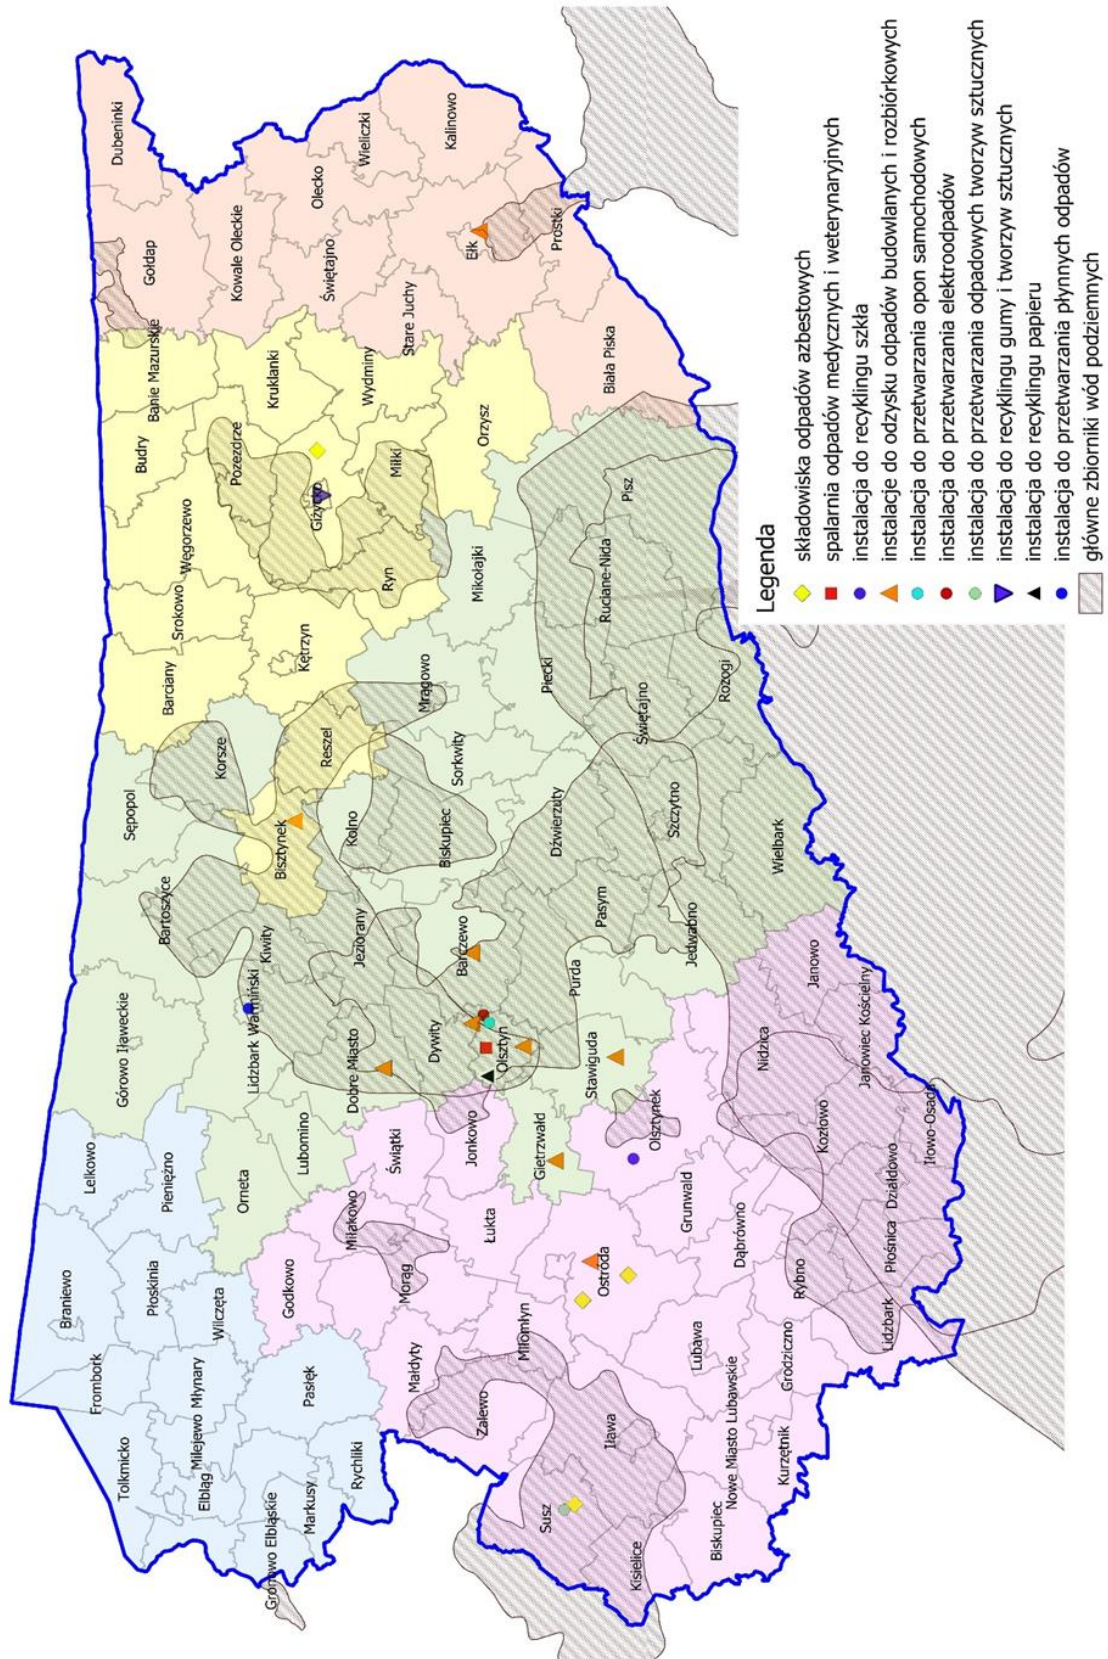 Tolkmicko
Frombork
Braniewo
Lelkowo
Górowo Iławeckie
Bartoszyce
Sępopol
Barciany
Srokowo
Węgorzewo
Budry
Banie Mazurskie
Gołdap
Dubeninki
Elbląg
Milejewo
Młynary
Płoskinia
Pieniężno
Wilczęta
Orneta
Lidzbark Warmiński
Kiwity
Bisztynek
Korsze
Reszel
Kętrzyn
Giżycko
Pozezdrze
Kruklanki
Kowale Oleckie
Gronowo Elbląskie
Markusy
Rychliki
Pasłęk
Godkowo
Lubomino
Dobre Miasto
Jeziorany
Kolno
Ryn
Miłki
Wydminy
Świętajno
Olecko
Wieliczki
Małdyty
Morąg
Miłakowo
Świątki
Dywity
Barczewo
Biskupiec
Sorkwity
Mrągowo
Mikołajki
Orzysz
Stare Juchy
Ełk
Kalinowo
Zalewo
Miłomłyn
Łukta
Jonkowo
Olsztyn
Purda
Pasym
Dźwierzuty
Piecki
Ruciane-Nida
Pisz
Biała Piska
Prostki
Susz
Iława
Ostróda
Gietrzwałd
Stawiguda
Olsztynek
Jedwabno
Szczytno
Świętajno
Rozogi
Wielbark
Kisielice
Biskupiec
Nowe Miasto Lubawskie
Lubawa
Kurzętnik
Grodziczno
Dąbrówno
Grunwald
Rybno
Lidzbark
Płośnica
Działdowo
Iłowo-Osada
Kozłowo
Nidzica
Janowiec Kościelny
Janowo
Legenda
składowiska odpadów azbestowych
spalarnia odpadów medycznych i weterynaryjnych
instalacja do recyklingu szkła
instalacje do odzysku odpadów budowlanych i rozbiórkowych
instalacja do przetwarzania opon samochodowych
instalacja do przetwarzania elektroodpadów
instalacja do przetwarzania odpadowych tworzyw sztucznych
instalacja do recyklingu gumy i tworzyw sztucznych
instalacja do recyklingu papieru
instalacja do przetwarzania płynnych odpadów
główne zbiorniki wód podziemnych